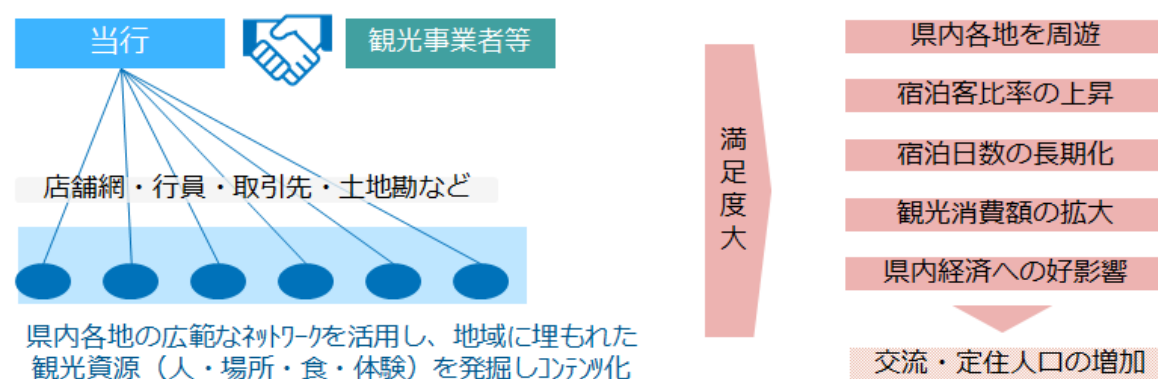 当行
観光事業者等
店舗網・行員・取引先・土地勘など
県内各地の広範なﾈｯﾄﾜｰｸを活用し、地域に埋もれた
観光資源（人・場所・食・体験）を発掘しｺﾝﾃﾝﾂ化
満足度大
県内各地を周遊
宿泊客比率の上昇
宿泊日数の長期化
観光消費額の拡大
県内経済への好影響
交流・定住人口の増加